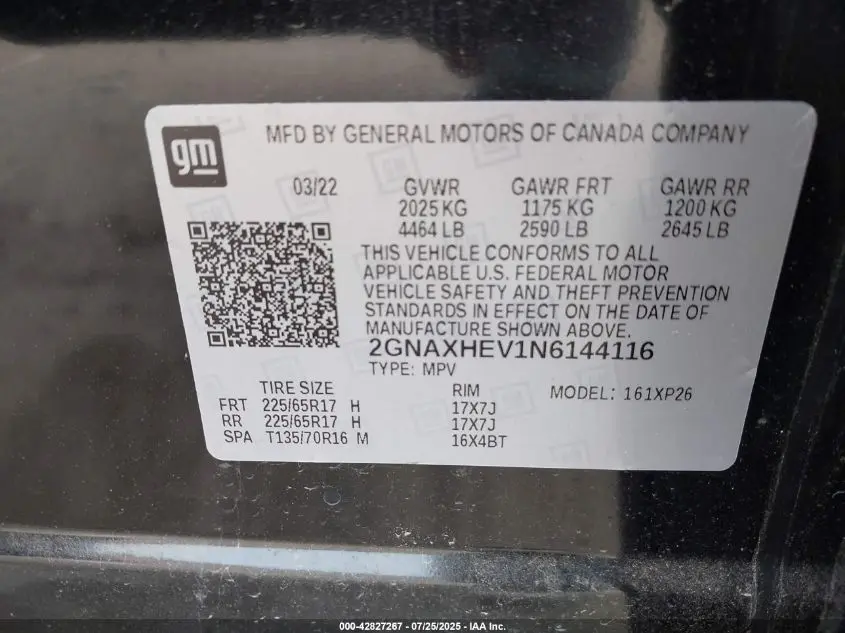 gm
MFD BY GENERAL MOTORS OF CANADA COMPANY
03/22 GVWR GAWR FRT GAWR RR
2025 KG 1175 KG 1200 KG
4464 LB 2590 LB 2645 LB
THIS VEHICLE CONFORMS TO ALL
APPLICABLE U.S. FEDERAL MOTOR
VEHICLE SAFETY AND THEFT PREVENTION
STANDARDS IN EFFECT ON THE DATE OF
MANUFACTURE SHOWN ABOVE.
2GNAXHEV1N6144116
TYPE: MPV
TIRE SIZE RIM MODEL: 161XP26
FRT 225/65R17 H 17X7J
RR 225/65R17 H 17X7J
SPA T135/70R16 M 16X4BT
000-42827267 - 07/25/2025 - IAA Inc.